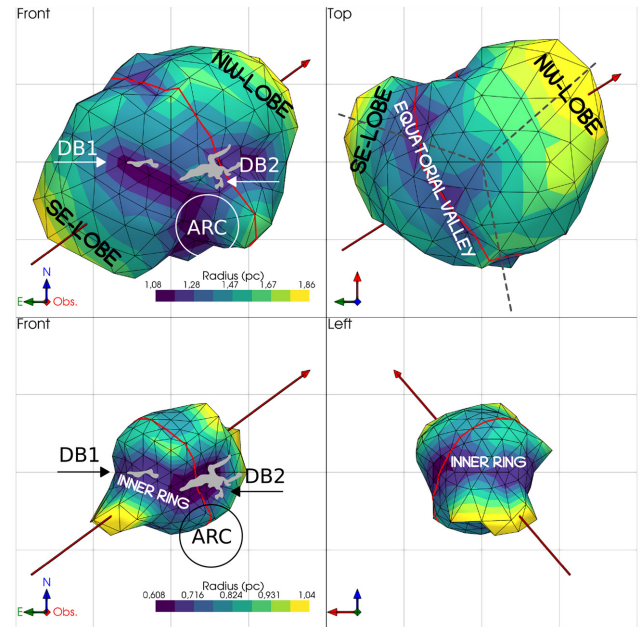 Front
NW-LOBE
DB1
DB2
ARC
SE-LOBE
Radius (pc)
1,08 1,28 1,47 1,67 1,86
N
E Obs.
Top
SE-LOBE
NW-LOBE
EQUATORIAL VALLEY
Front
DB1
INNER RING
DB2
ARC
Radius (pc)
0,608 0,716 0,824 0,931 1,04
N
E Obs.
Left
INNER RING